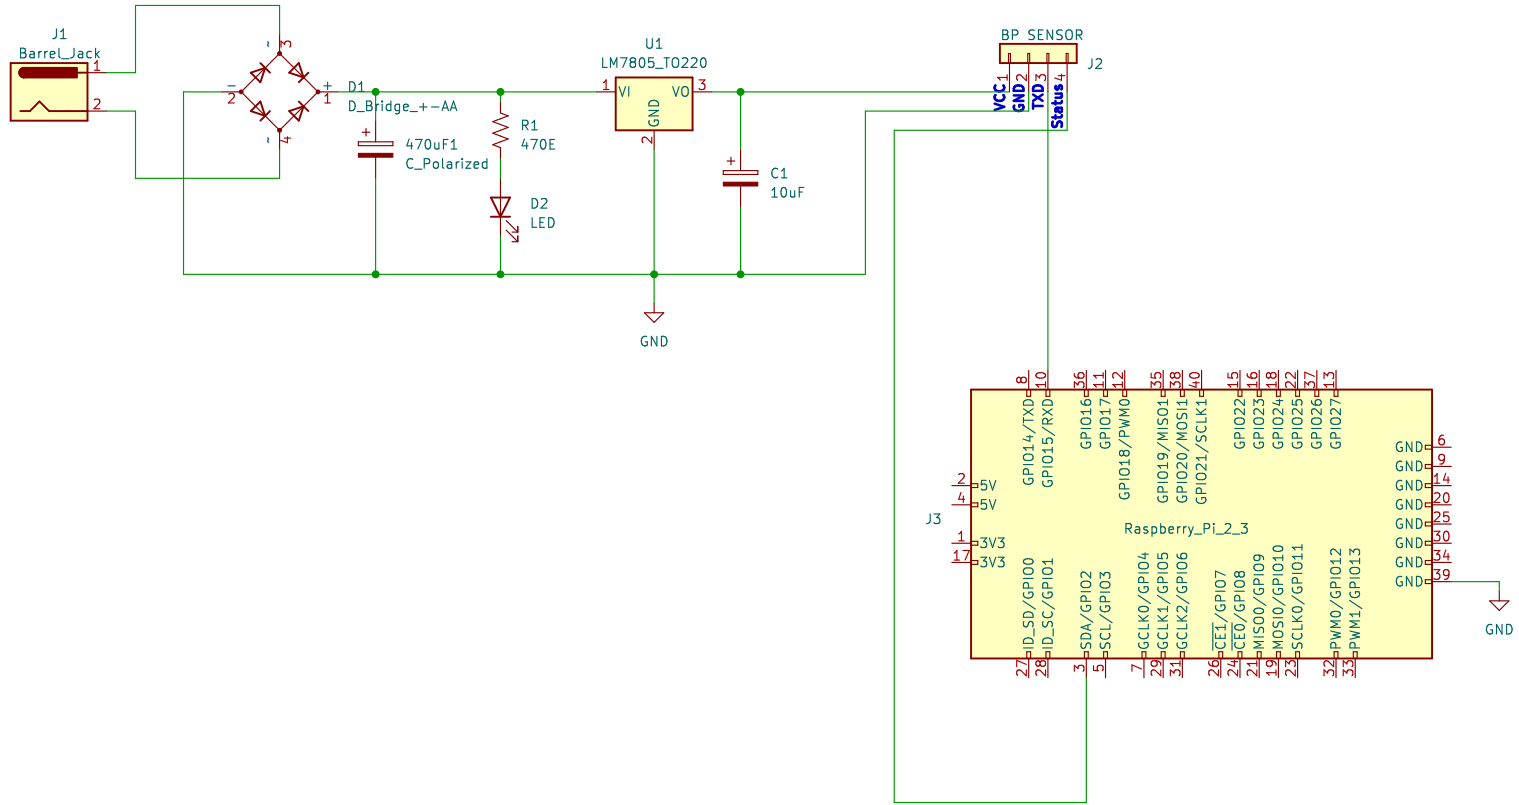 J1
Barrel_Jack
1
2
~
3
-
2
+
1
~
4
D1
D_Bridge_+-AA
+
470uF1
C_Polarized
R1
470E
D2
LED
U1
LM7805_TO220
1
VI
VO
3
GND
2
+
C1
10uF
GND
BP SENSOR
J2
1
2
3
4
VCC
GND
TXD
Status
8
10
36
11
12
35
38
40
15
16
18
22
37
13
GPIO14/TXD
GPIO15/RXD
GPIO16
GPIO17
GPIO18/PWM0
GPIO19/MISO1
GPIO20/MOSI1
GPIO21/SCLK1
GPIO22
GPIO23
GPIO24
GPIO25
GPIO26
GPIO27
2 5V
4 5V
1 3V3
17 3V3
J3
Raspberry_Pi_2_3
GND 6
GND 9
GND 14
GND 20
GND 25
GND 30
GND 34
GND 39
GND
ID_SD/GPIO0
ID_SC/GPIO1
SDA/GPIO2
SCL/GPIO3
GCLK0/GPIO4
GCLK1/GPIO5
GCLK2/GPIO6
CE1/GPIO7
CE0/GPIO8
MISO0/GPIO9
MOSI0/GPIO10
SCLK0/GPIO11
PWM0/GPIO12
PWM1/GPIO13
27
28
3
5
7
29
31
26
24
21
19
23
32
33